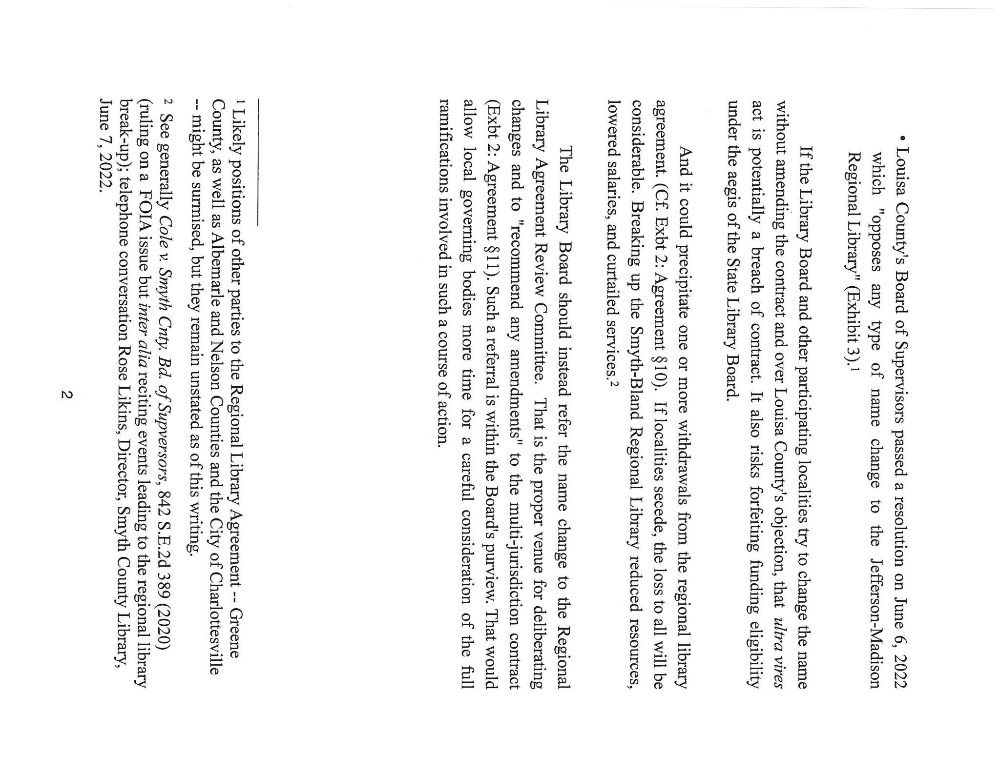 • Louisa County's Board of Supervisors passed a resolution on June 6, 2022
which "opposes any type of name change to the Jefferson-Madison
Regional Library" (Exhibit 3).¹
If the Library Board and other participating localities try to change the name
without amending the contract and over Louisa County's objection, that ultra vires
act is potentially a breach of contract. It also risks forfeiting funding eligibility
under the aegis of the State Library Board.
And it could precipitate one or more withdrawals from the regional library
agreement. (Cf. Exbt 2: Agreement §10). If localities secede, the loss to all will be
considerable. Breaking up the Smyth-Bland Regional Library reduced resources,
lowered salaries, and curtailed services.²
The Library Board should instead refer the name change to the Regional
Library Agreement Review Committee. That is the proper venue for deliberating
changes and to "recommend any amendments" to the multi-jurisdiction contract
(Exbt 2: Agreement §11). Such a referral is within the Board's purview. That would
allow local governing bodies more time for a careful consideration of the full
ramifications involved in such a course of action.
¹ Likely positions of other parties to the Regional Library Agreement -- Greene
County, as well as Albemarle and Nelson Counties and the City of Charlottesville
-- might be surmised, but they remain unstated as of this writing.
² See generally Cole v. Smyth Cnty. Bd. of Supversors, 842 S.E.2d 389 (2020)
(ruling on a FOIA issue but inter alia reciting events leading to the regional library
break-up); telephone conversation Rose Likins, Director, Smyth County Library,
June 7, 2022.
2